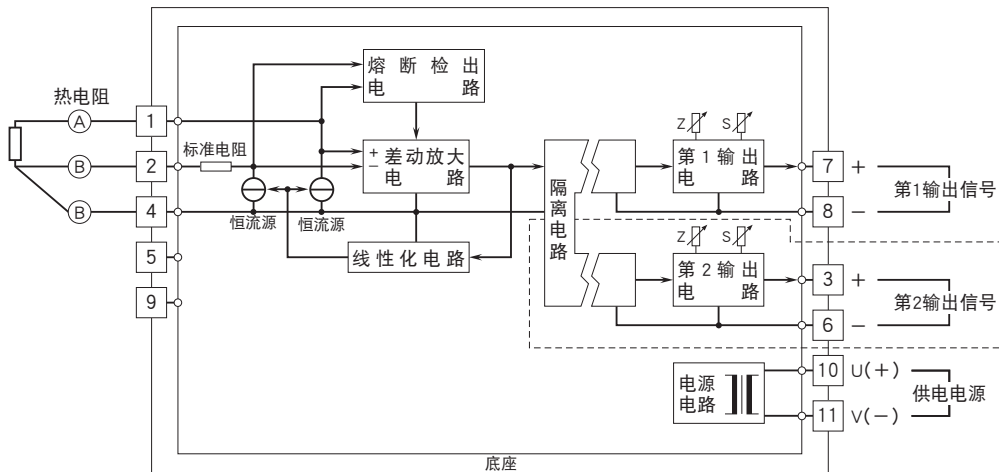 熔断检出
电路
热电阻
A
1
标准电阻
B
2
B
4
恒流源
恒流源
5
9
+
−
差动放大
电路
线性化电路
隔离电路
Z
S
第1输出
电路
7
+
8
−
第1输出信号
Z
S
第2输出
电路
3
+
6
−
第2输出信号
电源
电路
10
U(+)
11
V(−)
供电电源
底座